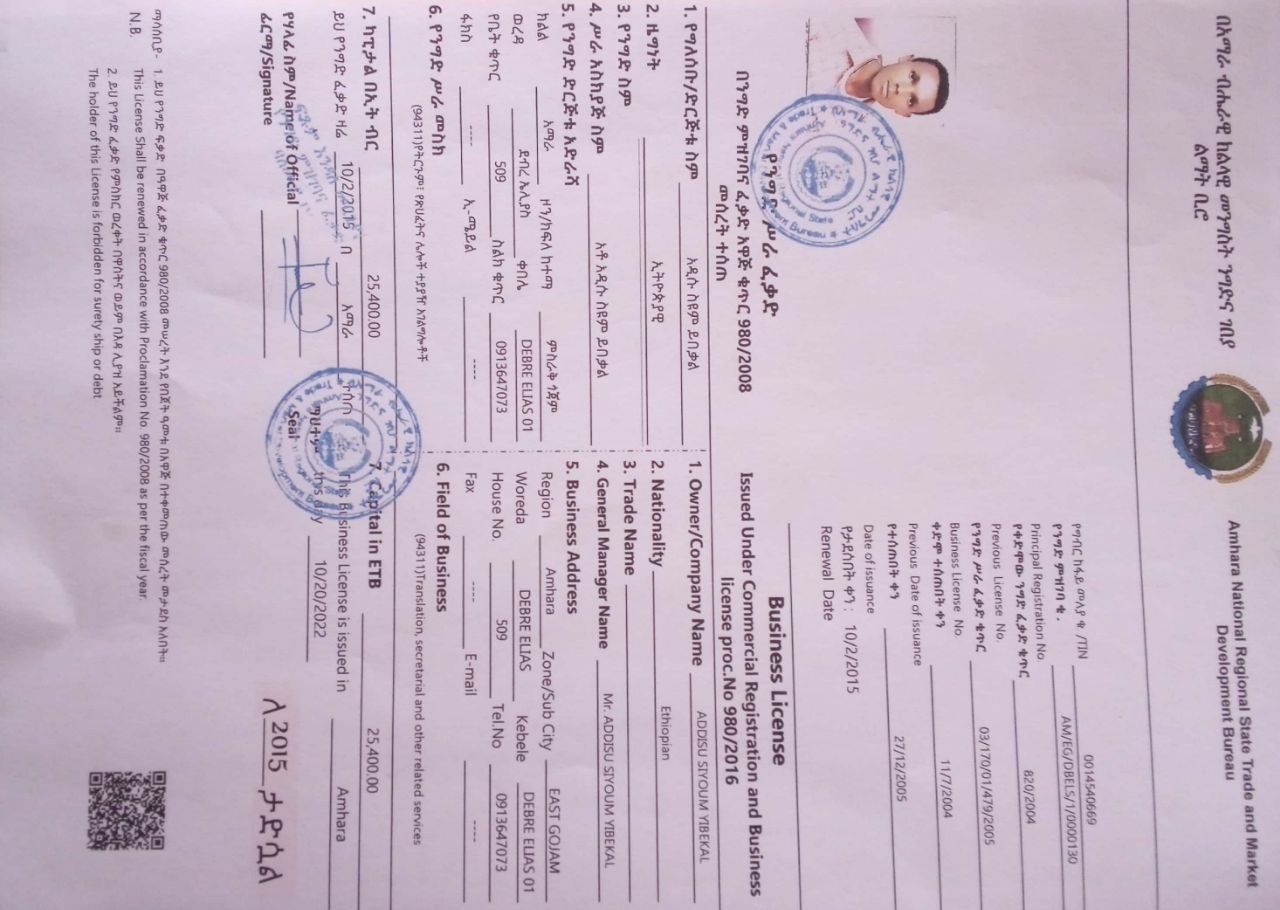 በአማራ ብሔራዊ ክልላዊ መንግስት ንግድና ገበያ
ልማት ቢሮ
Amhara National Regional State Trade and Market
Development Bureau
የግብር ከፋይ መለያ ቁ /TIN 0014540669
የንግድ ምዝገባ ቁ . AM/EG/DBELS/1/0000130
Principal Registration No.
የቀድሞው ንግድ ፈቃድ ቁጥር 820/2004
Previous License No.
የንግድ ሥራ ፈቃድ ቁጥር 03/170/01/479/2005
Business License No.
ቀድሞ የተሰጠበት ቀን 11/7/2004
Previous Date of issuance
የተሰጠበት ቀን 27/12/2005
Date of issuance
የታደሰበት ቀን : 10/2/2015
Renewal Date
የንግድ ሥራ ፈቃድ
በንግድ ምዝገባና ፈቃድ አዋጅ ቁጥር 980/2008
መሰረት ተሰጠ
Business License
Issued Under Commercial Registration and Business
license proc.No 980/2016
1. የግለሰቡ/ድርጅቱ ስም አዲሱ ስዩም ይበቃል
1. Owner/Company Name ADDISU SIYOUM YIBEKAL
2. ዜግነት ኢትዮጵያዊ
2. Nationality Ethiopian
3. የንግድ ስም
3. Trade Name
4. ሥራ አስኪያጅ ስም አቶ አዲሱ ስዩም ይበቃል
4. General Manager Name Mr. ADDISU SIYOUM YIBEKAL
5. የንግድ ድርጅቱ አድራሻ
5. Business Address
ክልል አማራ ዞን/ክፍለ ከተማ ምስራቅ ጎጃም
Region Amhara Zone/Sub City EAST GOJAM
ወረዳ ደብረ ኤሊያስ ቀበሌ DEBRE ELIAS 01
Woreda DEBRE ELIAS Kebele DEBRE ELIAS 01
የቤት ቁጥር 509 ስልክ ቁጥር 0913647073
House No. 509 Tel.No 0913647073
ፋክስ ---- ኢ-ሜይል ----
Fax ---- E-mail ----
6. የንግድ ሥራ መስክ
6. Field of Business
(94311)የትርጉም፣ የጽህፈትና ሌሎች ተያያዥ አገልግሎቶች
(94311)Translation, secretarial and other related services
7. ካፒታል በኢት ብር 25,400.00
7. Capital in ETB 25,400.00
ይህ የንግድ ፈቃድ ዛሬ 10/2/2015 በ አማራ ተሰጠ
This Business License is issued in Amhara
this day 10/20/2022
የሃላፊ ስም/Name of Official
ፊርማ/Signature
ማህተም
Seal
ለ 2015 ታድሷል
ማሳሰቢያ- 1. ይህ የንግድ ፍቃድ በዓዋጅ ፈቃድ ቁጥር 980/2008 መሠረት እንደ የበጀት ዓመቱ በአዋጁ በተቀመጠው መሰረት መታደስ አለበት።
N.B. This License Shall be renewed in accordance with Proclamation No. 980/2008 as per the fiscal year.
2. ይህ የንግድ ፈቃድ የምስክር ወረቀት በዋስትና ወይም በእዳ ሊያዝ አይችልም።
The holder of this License is forbidden for surety ship or debt